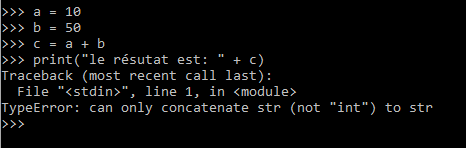 >>> a = 10
>>> b = 50
>>> c = a + b
>>> print("le résutat est: " + c)
Traceback (most recent call last):
  File "<stdin>", line 1, in <module>
TypeError: can only concatenate str (not "int") to str
>>>